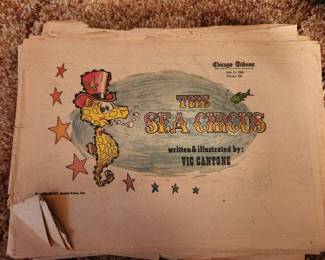 Chicago Tribune
THE
SEA CIRCUS
written & illustrated by:
VIC CANTONE